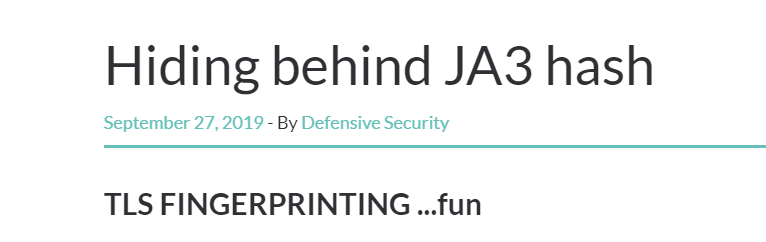 Hiding behind JA3 hash
September 27, 2019 - By Defensive Security
TLS FINGERPRINTING ...fun